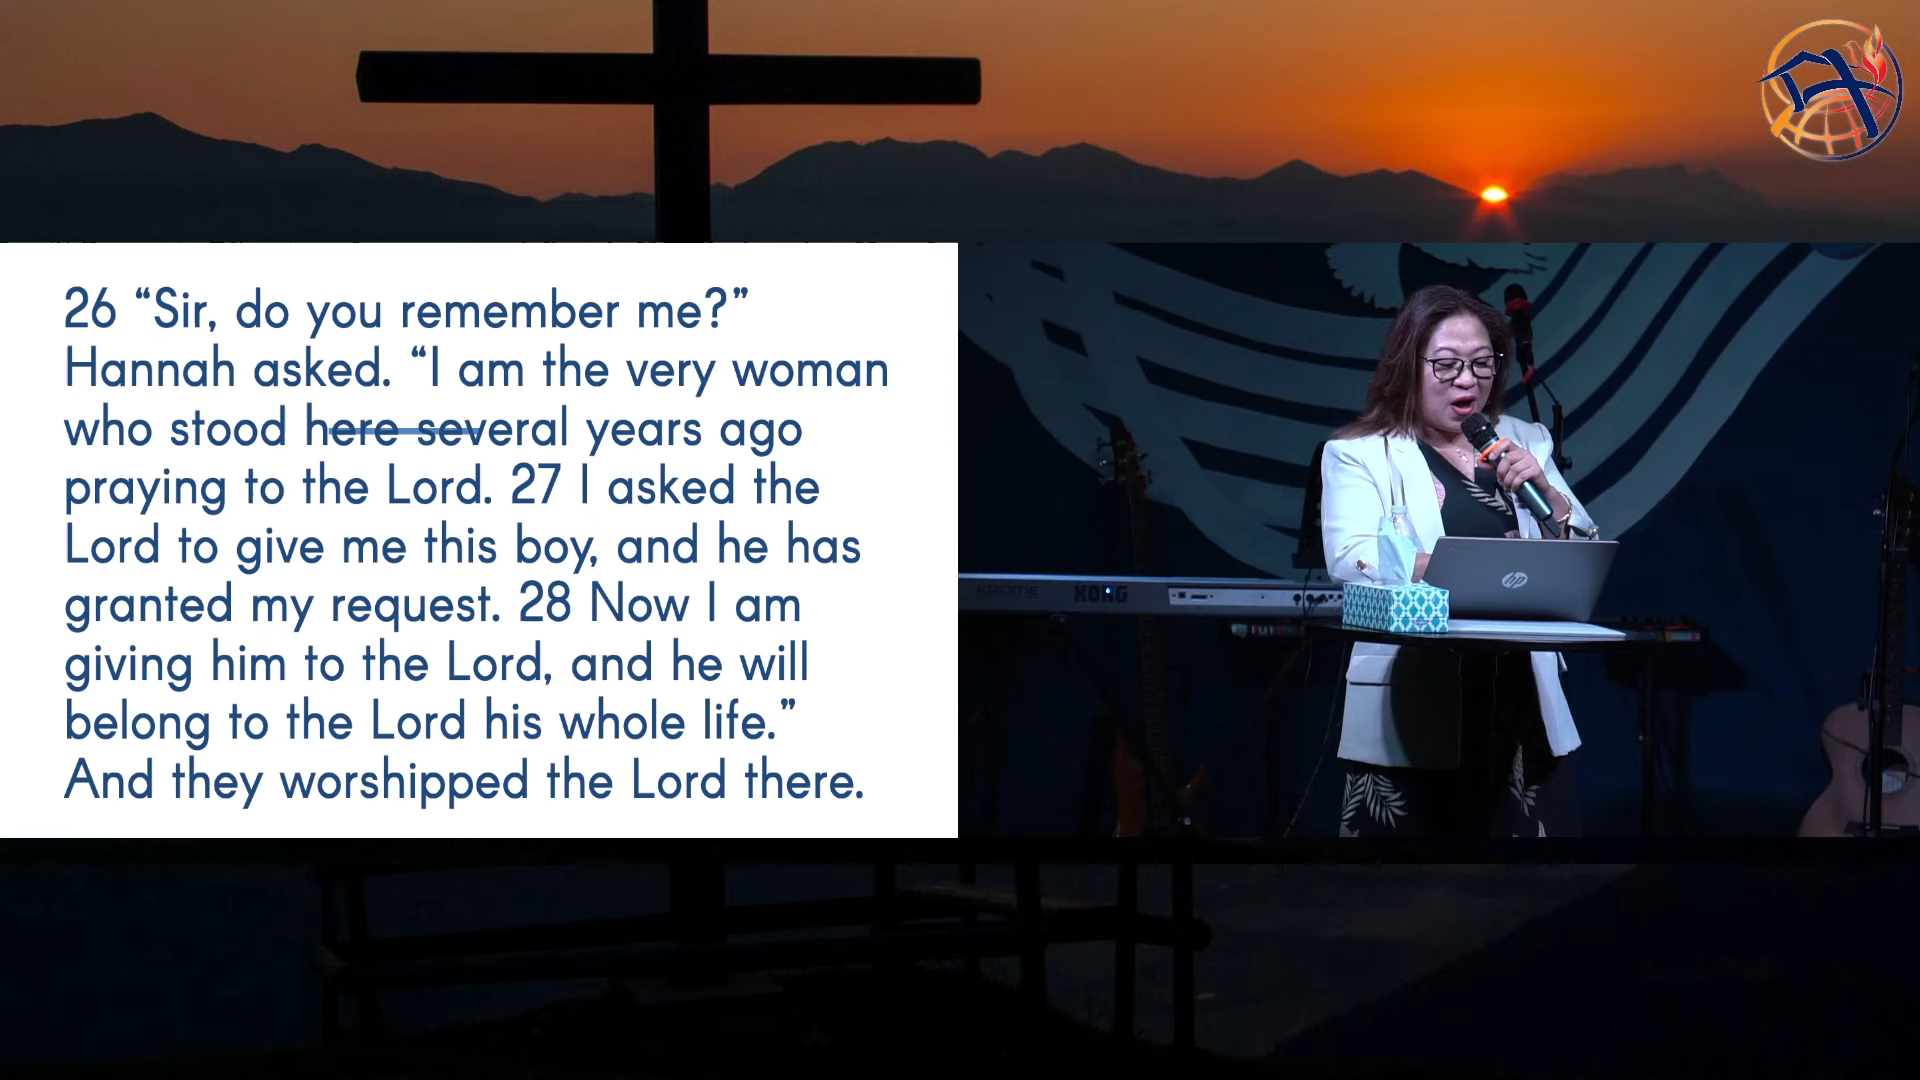 26 “Sir, do you remember me?”
Hannah asked. “I am the very woman
who stood here several years ago
praying to the Lord. 27 I asked the
Lord to give me this boy, and he has
granted my request. 28 Now I am
giving him to the Lord, and he will
belong to the Lord his whole life.”
And they worshipped the Lord there.
KROME KORG
hp